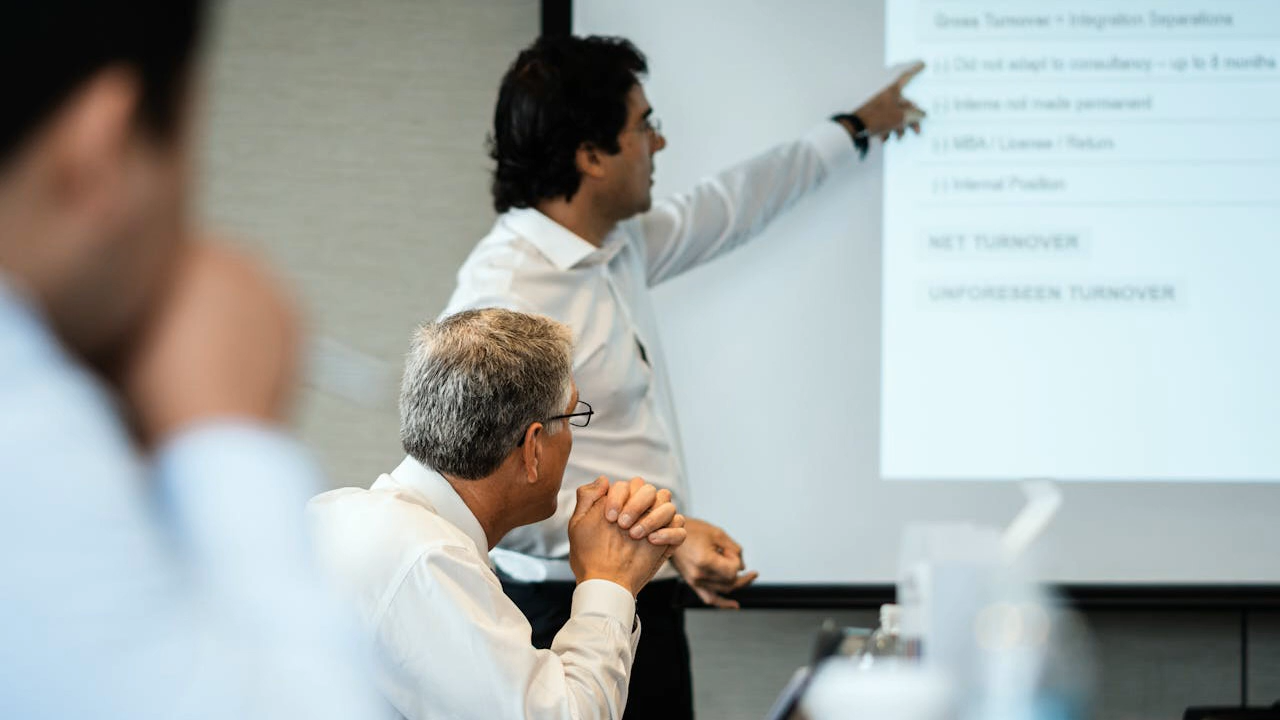 Gross Turnover = Integration Separations
(-) Did not adapt to consultancy – up to 8 months
(-) Interns not made permanent
(-) MBA / License / Return
(-) Internal Position
NET TURNOVER
UNFORESEEN TURNOVER